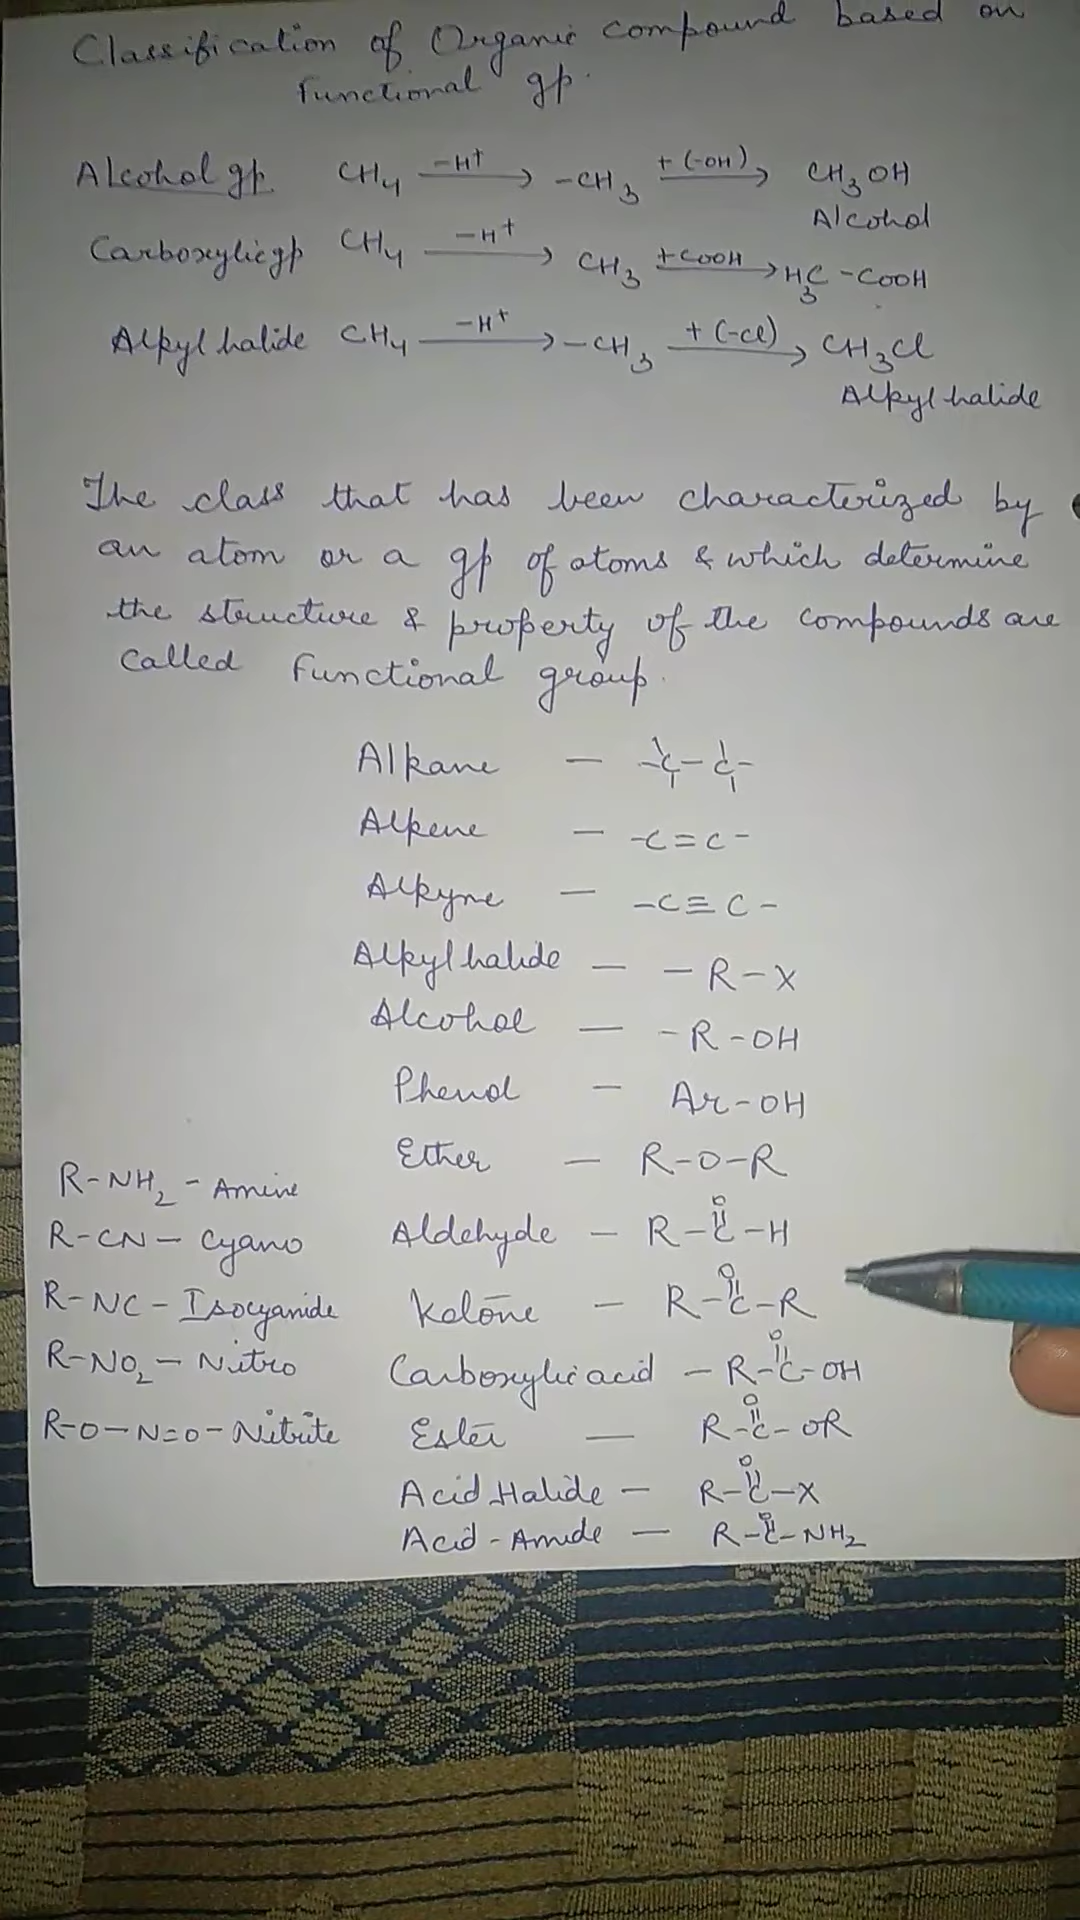 Classification of Organic compound based on
functional gp.
Alcohol gp. CH4 —-H+→ -CH3 —+(-OH)→ CH3OH
Alcohol
Carboxylic gp CH4 —-H+→ CH3 —+COOH→ H3C-COOH
Alkyl halide CH4 —-H+→ -CH3 —+(-Cl)→ CH3Cl
Alkyl halide
The class that has been characterized by
an atom or a gp of atoms & which determine
the structure & property of the compounds are
called functional group.
Alkane — -C-C-
Alkene — -C=C-
Alkyne — -C≡C-
Alkyl halide — -R-X
Alcohol — -R-OH
Phenol — Ar-OH
Ether — R-O-R
Aldehyde — R-C(=O)-H
Ketone — R-C(=O)-R
Carboxylic acid — R-C(=O)-OH
Ester — R-C(=O)-OR
Acid Halide — R-C(=O)-X
Acid-Amide — R-C(=O)-NH2
R-NH2 - Amine
R-CN - Cyano
R-NC - Isocyanide
R-NO2 - Nitro
R-O-N=O - Nitrite